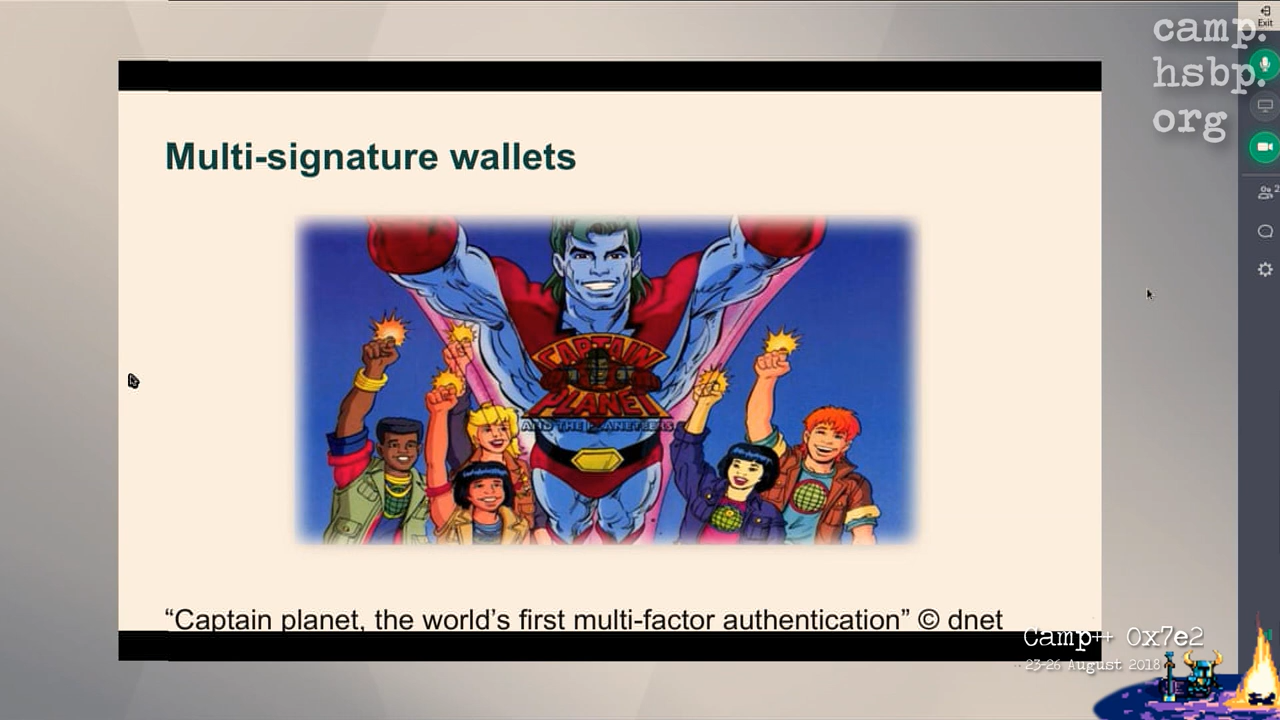 Exit
camp.
hsbp.
org
2
Multi-signature wallets
CAPTAIN
PLANET
AND THE PLANETEERS
“Captain planet, the world’s first multi-factor authentication” © dnet
Camp++ 0x7e2
23-26 August 2018